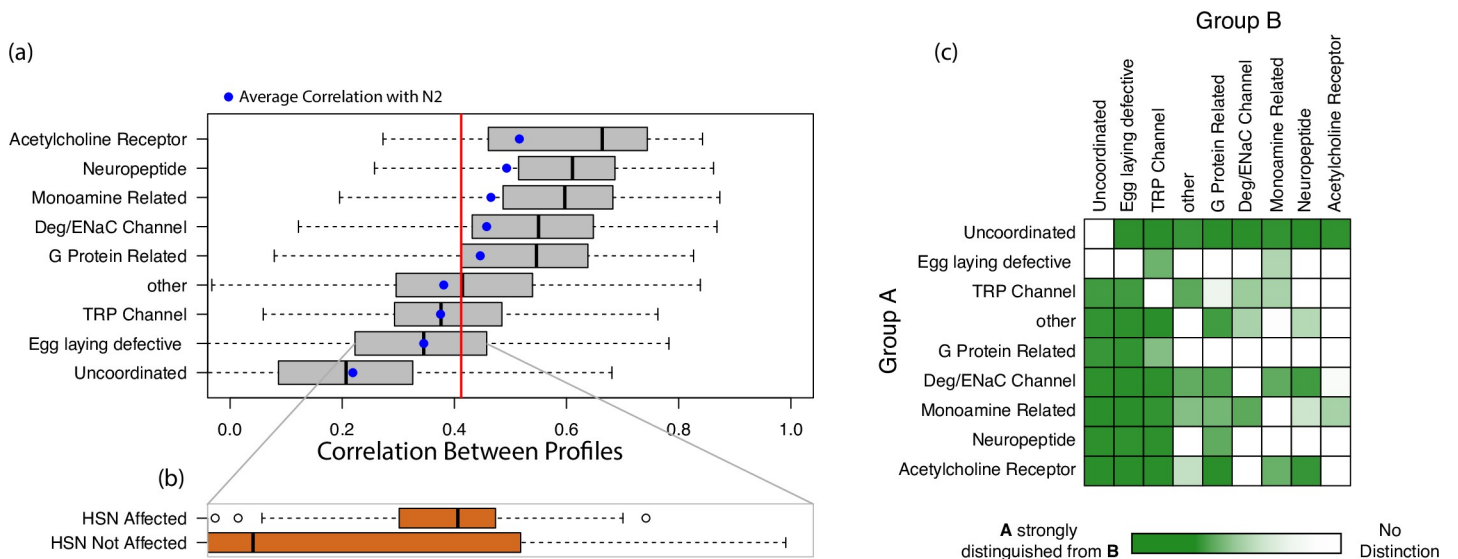 (a)
Average Correlation with N2
Acetylcholine Receptor
Neuropeptide
Monoamine Related
Deg/ENaC Channel
G Protein Related
other
TRP Channel
Egg laying defective
Uncoordinated
0.0 0.2 0.4 0.6 0.8 1.0
Correlation Between Profiles
(b)
HSN Affected
HSN Not Affected
(c)
Group B
Uncoordinated
Egg laying defective
TRP Channel
other
G Protein Related
Deg/ENaC Channel
Monoamine Related
Neuropeptide
Acetylcholine Receptor
Group A
Uncoordinated
Egg laying defective
TRP Channel
other
G Protein Related
Deg/ENaC Channel
Monoamine Related
Neuropeptide
Acetylcholine Receptor
A strongly
distinguished from B
No
Distinction